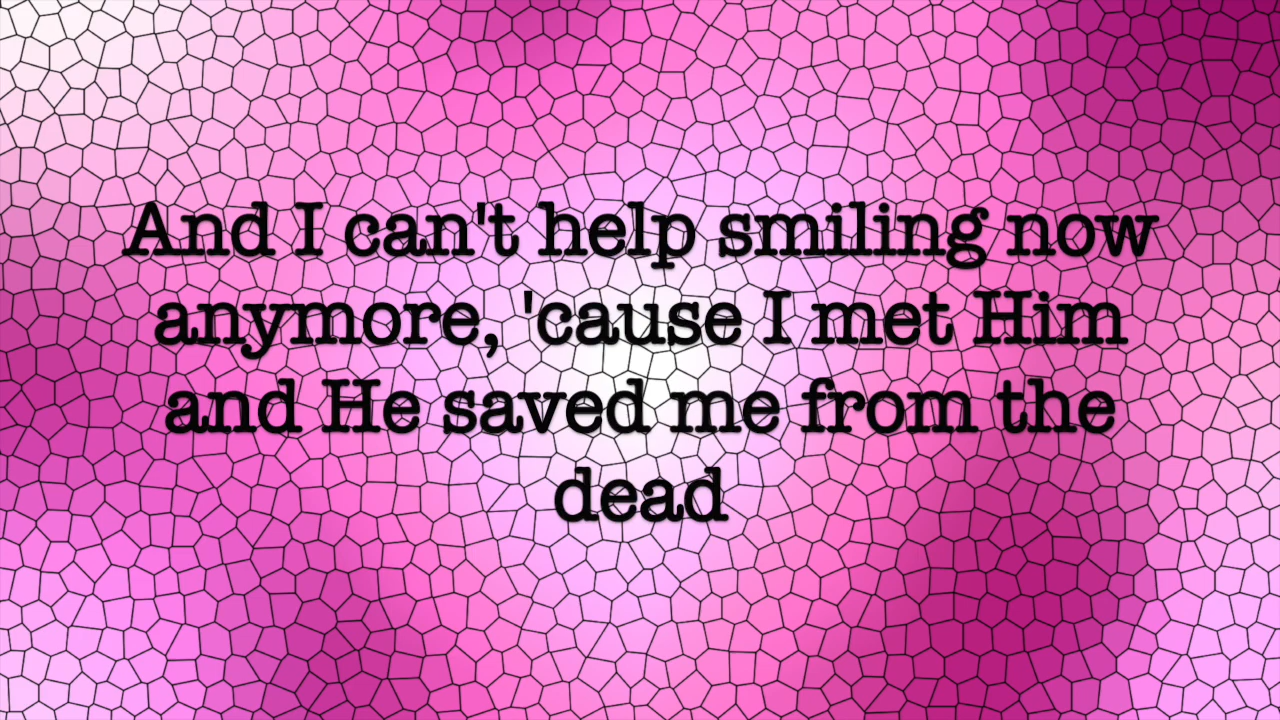 And I can't help smiling now
anymore, 'cause I met Him
and He saved me from the
dead